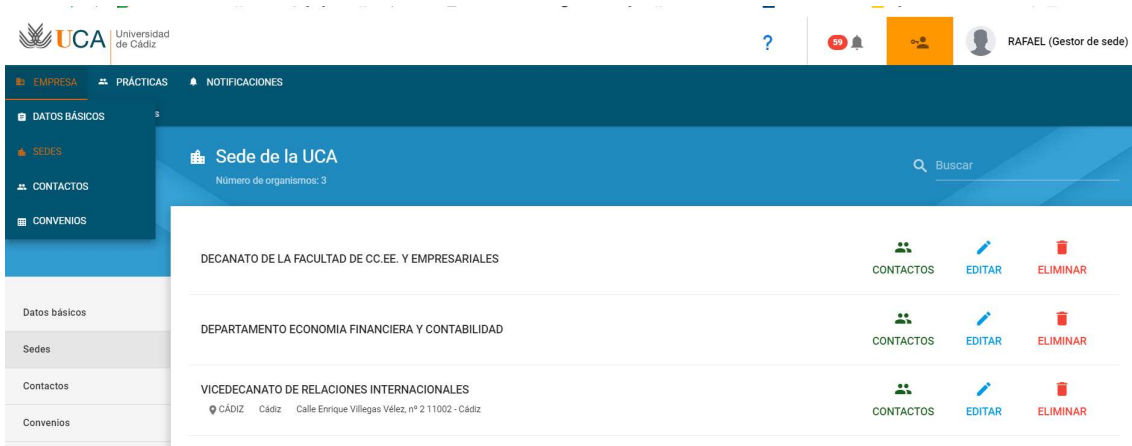 UCA Universidad de Cádiz
?
59
RAFAEL (Gestor de sede)
EMPRESA
PRÁCTICAS
NOTIFICACIONES
DATOS BÁSICOS
SEDES
CONTACTOS
CONVENIOS
Sede de la UCA
Número de organismos: 3
Buscar
DECANATO DE LA FACULTAD DE CC.EE. Y EMPRESARIALES
CONTACTOS EDITAR ELIMINAR
DEPARTAMENTO ECONOMIA FINANCIERA Y CONTABILIDAD
CONTACTOS EDITAR ELIMINAR
VICEDECANATO DE RELACIONES INTERNACIONALES
CÁDIZ Cádiz Calle Enrique Villegas Vélez, nº 2 11002 - Cádiz
CONTACTOS EDITAR ELIMINAR
Datos básicos
Sedes
Contactos
Convenios